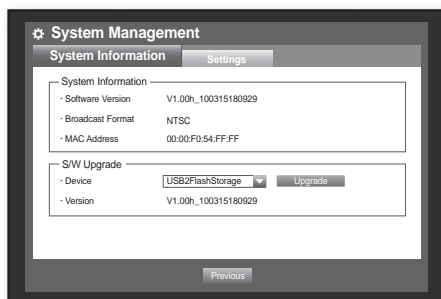 System Management
System Information
Settings
System Information
· Software Version V1.00h_100315180929
· Broadcast Format NTSC
· MAC Address 00:00:F0:54:FF:FF
S/W Upgrade
· Device USB2FlashStorage Upgrade
· Version V1.00h_100315180929
Previous